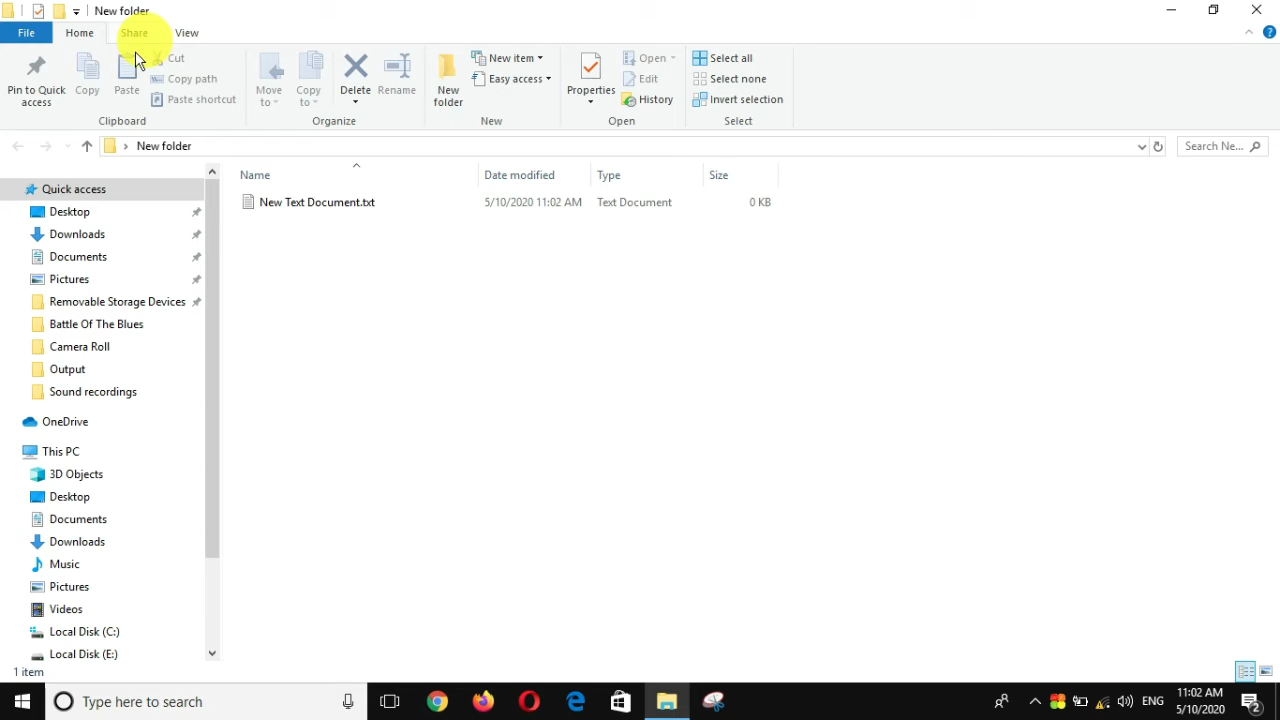 New folder
File Home Share View
Pin to Quick access
Copy
Paste
Cut
Copy path
Paste shortcut
Clipboard
Move to
Copy to
Delete
Rename
Organize
New folder
New item
Easy access
New
Properties
Open
Edit
History
Open
Select all
Select none
Invert selection
Select
New folder
Search Ne...
Name Date modified Type Size
New Text Document.txt 5/10/2020 11:02 AM Text Document 0 KB
Quick access
Desktop
Downloads
Documents
Pictures
Removable Storage Devices
Battle Of The Blues
Camera Roll
Output
Sound recordings
OneDrive
This PC
3D Objects
Desktop
Documents
Downloads
Music
Pictures
Videos
Local Disk (C:)
Local Disk (E:)
1 item
Type here to search
ENG
11:02 AM
5/10/2020
2